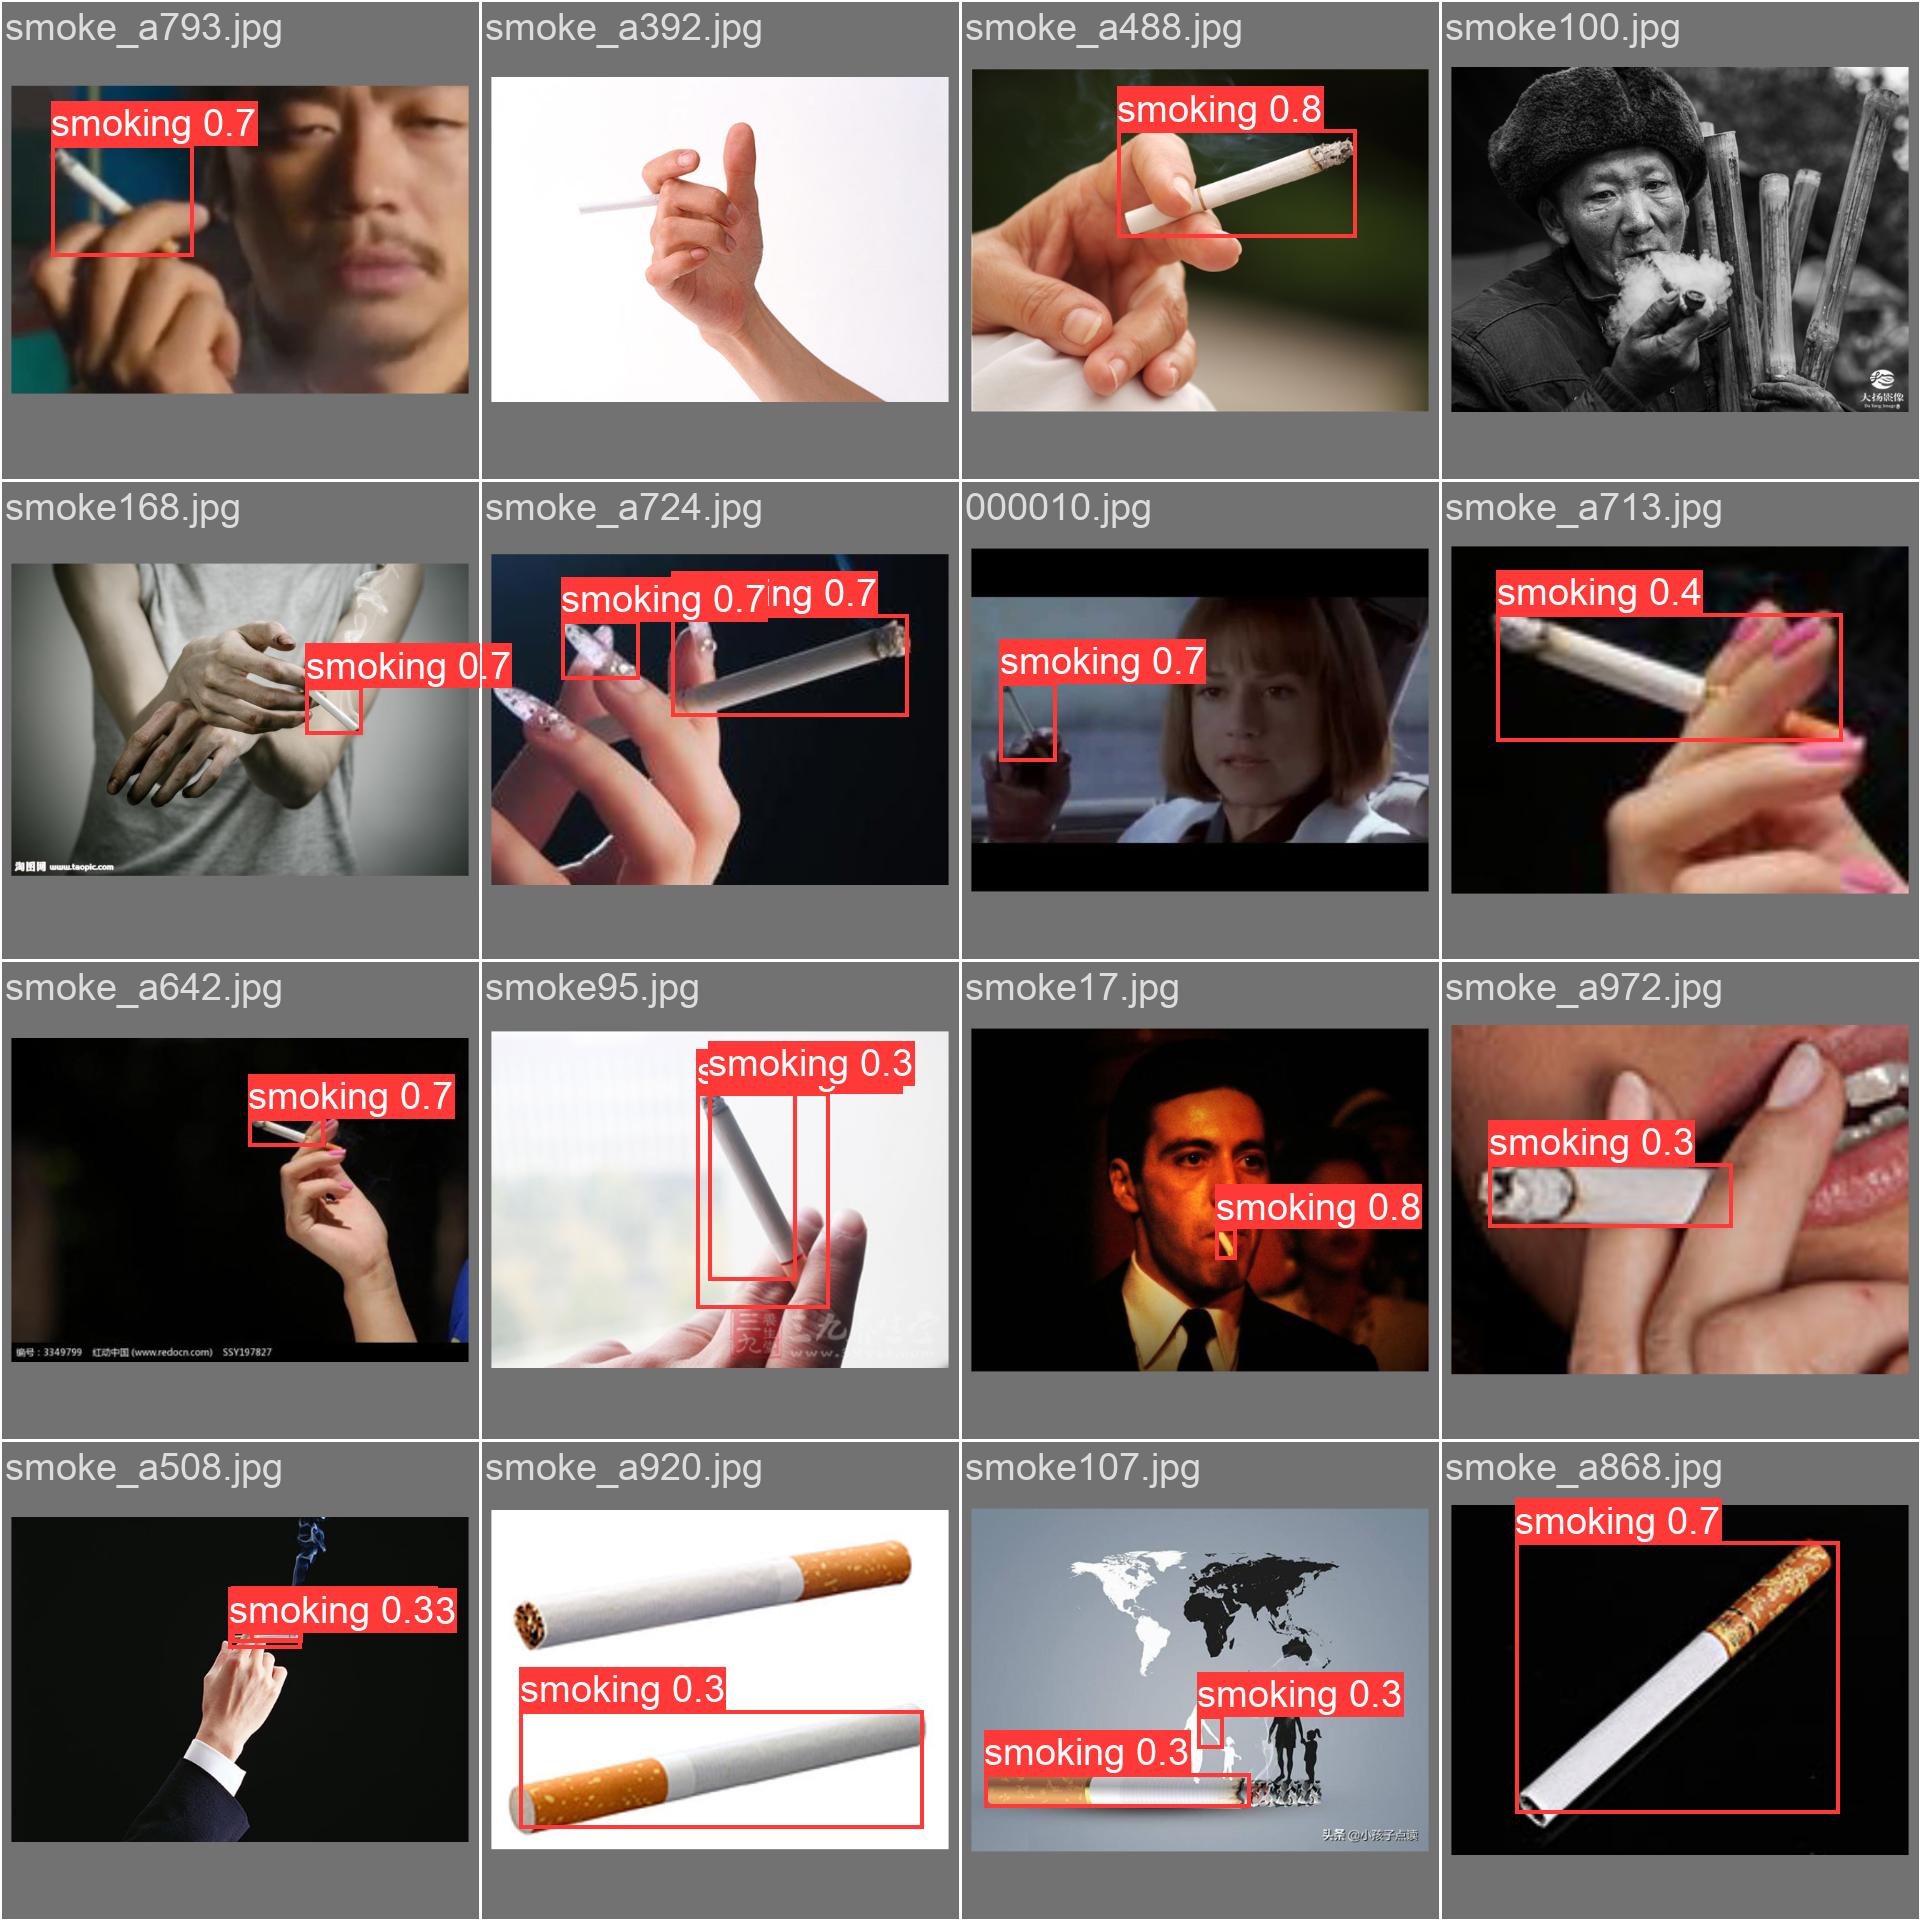 smoke_a793.jpg
smoke_a392.jpg
smoke_a488.jpg
smoke100.jpg
smoking 0.7
smoking 0.8
大扬影像
smoke168.jpg
smoke_a724.jpg
000010.jpg
smoke_a713.jpg
smoking 0.7
smoking 0.7
ing 0.7
smoking 0.7
smoking 0.4
淘图网 www.taopic.com
smoke_a642.jpg
smoke95.jpg
smoke17.jpg
smoke_a972.jpg
smoking 0.7
smoking 0.3
smoking 0.8
smoking 0.3
编号：3349799 红动中国 (www.redocn.com) SSY197827
smoke_a508.jpg
smoke_a920.jpg
smoke107.jpg
smoke_a868.jpg
smoking 0.33
smoking 0.3
smoking 0.3
smoking 0.3
smoking 0.7
头条 @小孩子点读